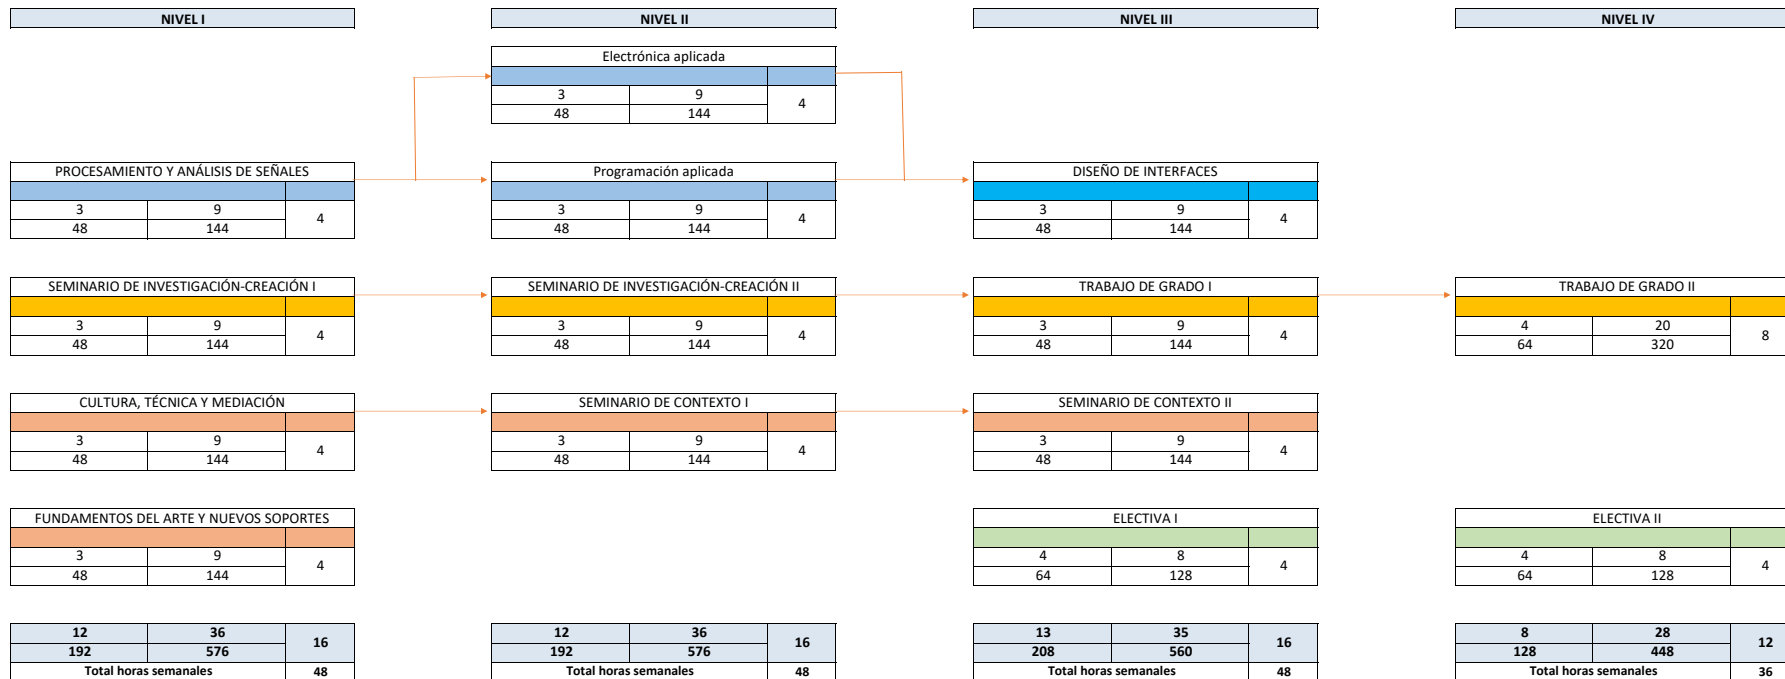 NIVEL I NIVEL II NIVEL III NIVEL IV
Electrónica aplicada
3 9 4
48 144
PROCESAMIENTO Y ANÁLISIS DE SEÑALES Programación aplicada DISEÑO DE INTERFACES
3 9 4 3 9 4 3 9 4
48 144 48 144 48 144
SEMINARIO DE INVESTIGACIÓN-CREACIÓN I SEMINARIO DE INVESTIGACIÓN-CREACIÓN II TRABAJO DE GRADO I TRABAJO DE GRADO II
3 9 4 3 9 4 3 9 4 4 20 8
48 144 48 144 48 144 64 320
CULTURA, TÉCNICA Y MEDIACIÓN SEMINARIO DE CONTEXTO I SEMINARIO DE CONTEXTO II
3 9 4 3 9 4 3 9 4
48 144 48 144 48 144
FUNDAMENTOS DEL ARTE Y NUEVOS SOPORTES ELECTIVA I ELECTIVA II
3 9 4 4 8 4 4 8 4
48 144 64 128 64 128
12 36 16 12 36 16 13 35 16 8 28 12
192 576 192 576 208 560 128 448
Total horas semanales 48 Total horas semanales 48 Total horas semanales 48 Total horas semanales 36